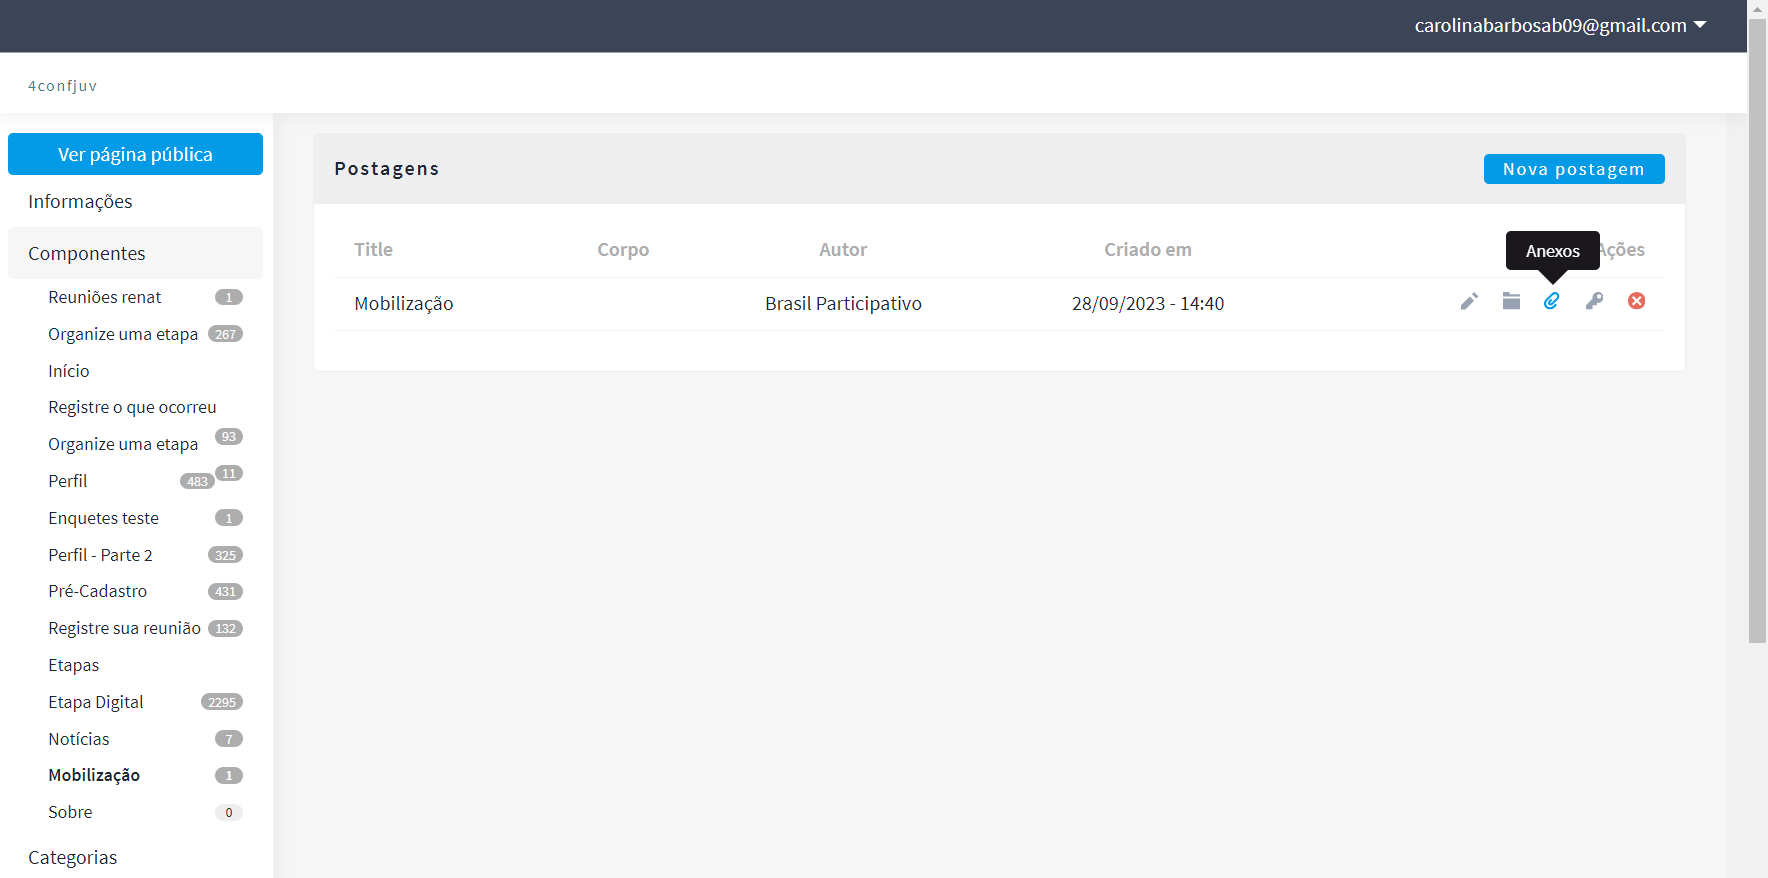 carolinabarbosab09@gmail.com
4confjuv
Ver página pública
Informações
Componentes
Reuniões renat 1
Organize uma etapa 267
Início
Registre o que ocorreu
93
Organize uma etapa
11
Perfil 483
Enquetes teste 1
Perfil - Parte 2 325
Pré-Cadastro 431
Registre sua reunião 132
Etapas
Etapa Digital 2295
Notícias 7
Mobilização 1
Sobre 0
Categorias
Postagens Nova postagem
Title Corpo Autor Criado em Ações
Anexos
Mobilização Brasil Participativo 28/09/2023 - 14:40